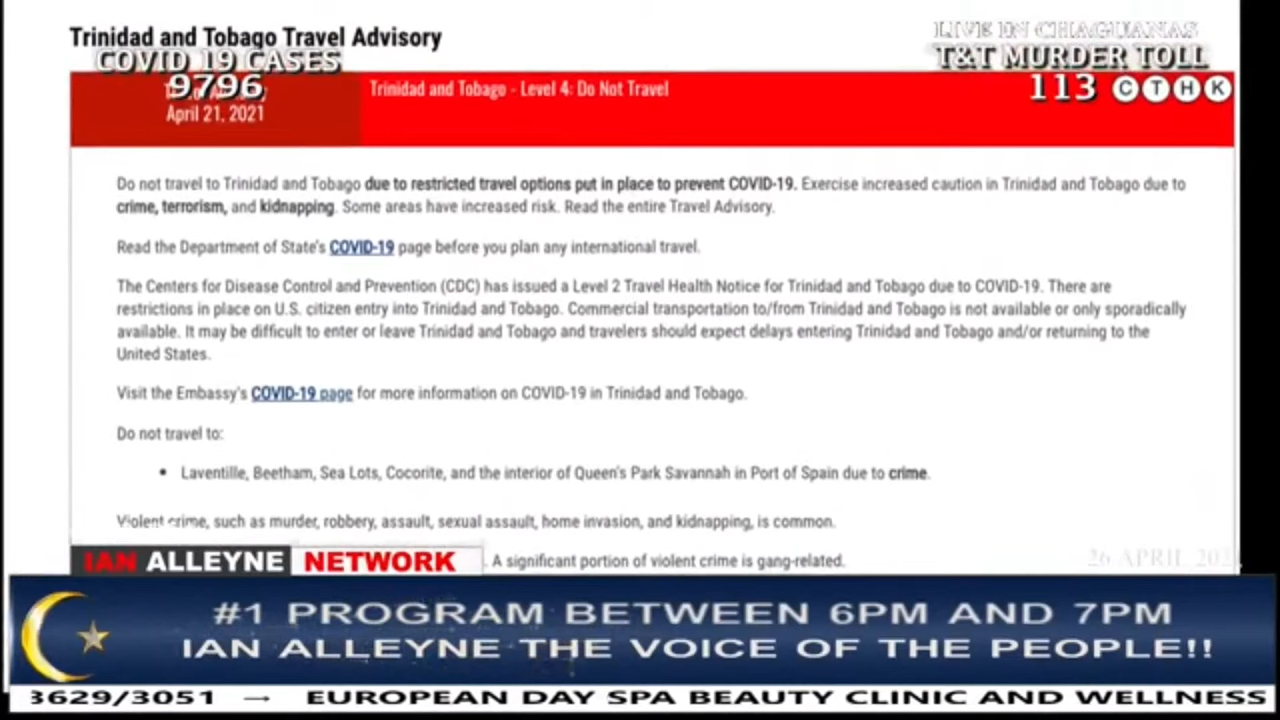 Trinidad and Tobago Travel Advisory
COVID 19 CASES
9796
April 21, 2021
Trinidad and Tobago - Level 4: Do Not Travel
LIVE IN CHAGUANAS
T&T MURDER TOLL
113 CTHK
Do not travel to Trinidad and Tobago due to restricted travel options put in place to prevent COVID-19. Exercise increased caution in Trinidad and Tobago due to
crime, terrorism, and kidnapping. Some areas have increased risk. Read the entire Travel Advisory.
Read the Department of State's COVID-19 page before you plan any international travel.
The Centers for Disease Control and Prevention (CDC) has issued a Level 2 Travel Health Notice for Trinidad and Tobago due to COVID-19. There are
restrictions in place on U.S. citizen entry into Trinidad and Tobago. Commercial transportation to/from Trinidad and Tobago is not available or only sporadically
available. It may be difficult to enter or leave Trinidad and Tobago and travelers should expect delays entering Trinidad and Tobago and/or returning to the
United States.
Visit the Embassy's COVID-19 page for more information on COVID-19 in Trinidad and Tobago.
Do not travel to:
• Laventille, Beetham, Sea Lots, Cocorite, and the interior of Queen's Park Savannah in Port of Spain due to crime.
Violent crime, such as murder, robbery, assault, sexual assault, home invasion, and kidnapping, is common.
IAN ALLEYNE NETWORK
. A significant portion of violent crime is gang-related.
26 APRIL
#1 PROGRAM BETWEEN 6PM AND 7PM
IAN ALLEYNE THE VOICE OF THE PEOPLE!!
3629/3051 → EUROPEAN DAY SPA BEAUTY CLINIC AND WELLNESS